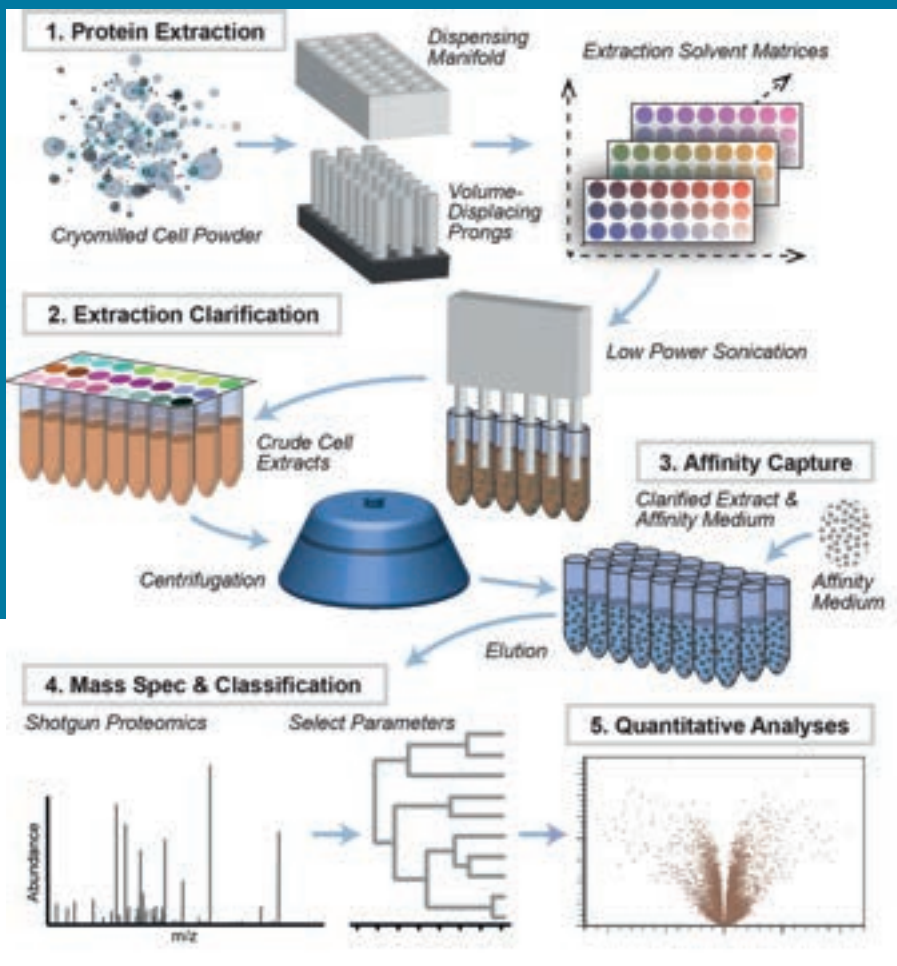 1. Protein Extraction
Dispensing
Manifold
Extraction Solvent Matrices
Cryomilled Cell Powder
Volume-
Displacing
Prongs
2. Extraction Clarification
Low Power Sonication
Crude Cell
Extracts
3. Affinity Capture
Clarified Extract &
Affinity Medium
Centrifugation
Affinity
Medium
Elution
4. Mass Spec & Classification
Shotgun Proteomics
Select Parameters
5. Quantitative Analyses
Abundance
m/z